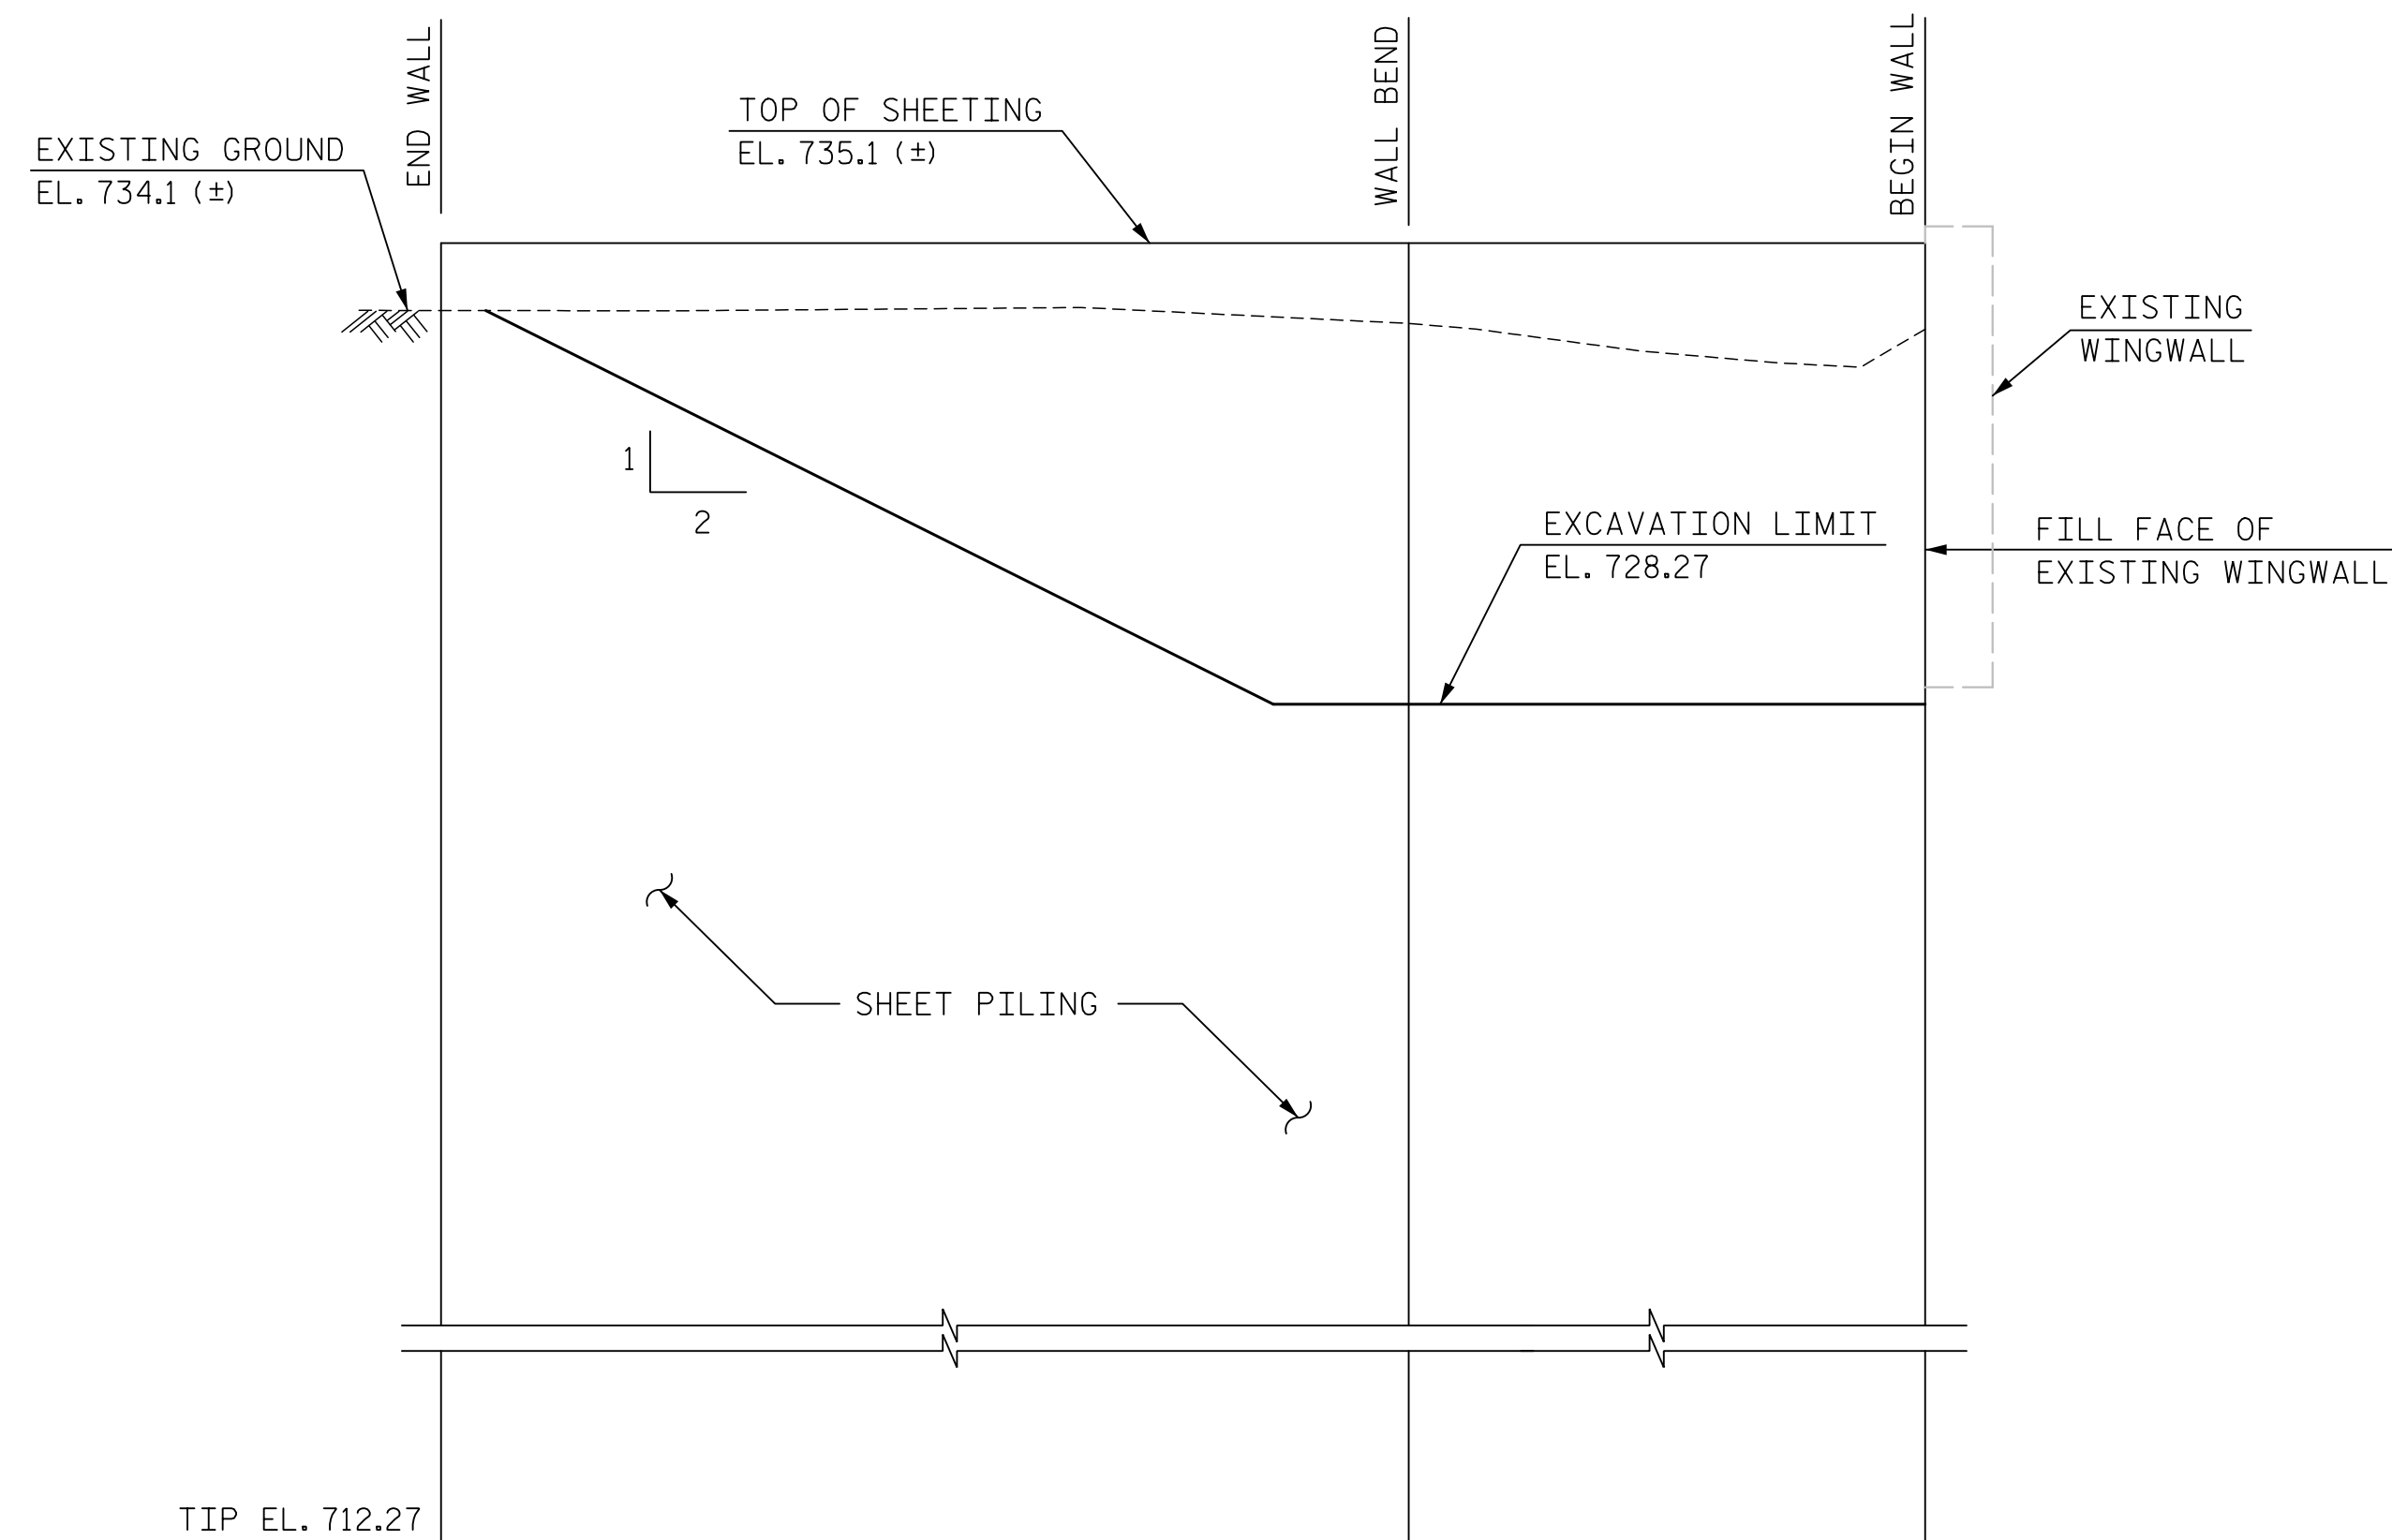 END WALL
WALL BEND
BEGIN WALL
TOP OF SHEETING
EL. 735.1 (±)
EXISTING GROUND
EL. 734.1 (±)
EXISTING
WINGWALL
1
2
EXCAVATION LIMIT
EL. 728.27
FILL FACE OF
EXISTING WINGWALL
SHEET PILING
TIP EL. 712.27